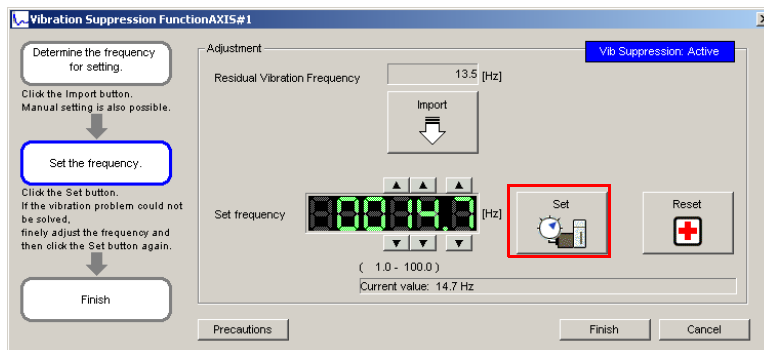 Vibration Suppression FunctionAXIS#1
Determine the frequency
for setting.
Click the Import button.
Manual setting is also possible.
Set the frequency.
Click the Set button.
If the vibration problem could not
be solved,
finely adjust the frequency and
then click the Set button again.
Finish
Adjustment
Vib Suppression: Active
Residual Vibration Frequency 13.5 [Hz]
Import
Set frequency 0014.7 [Hz]
Set
Reset
( 1.0 - 100.0 )
Current value: 14.7 Hz
Precautions
Finish
Cancel